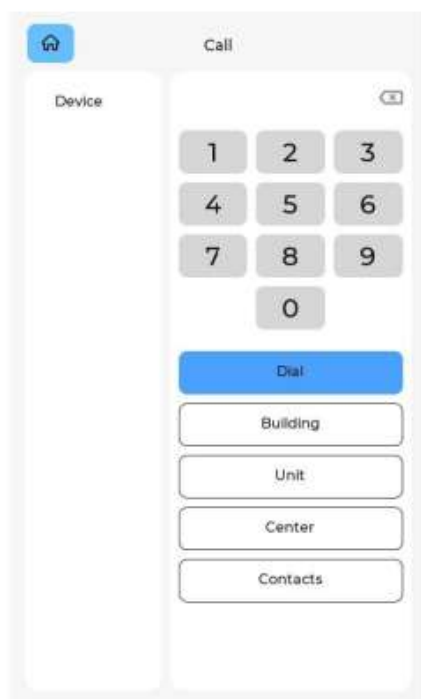 Call
Device
1 2 3
4 5 6
7 8 9
0
Dial
Building
Unit
Center
Contacts